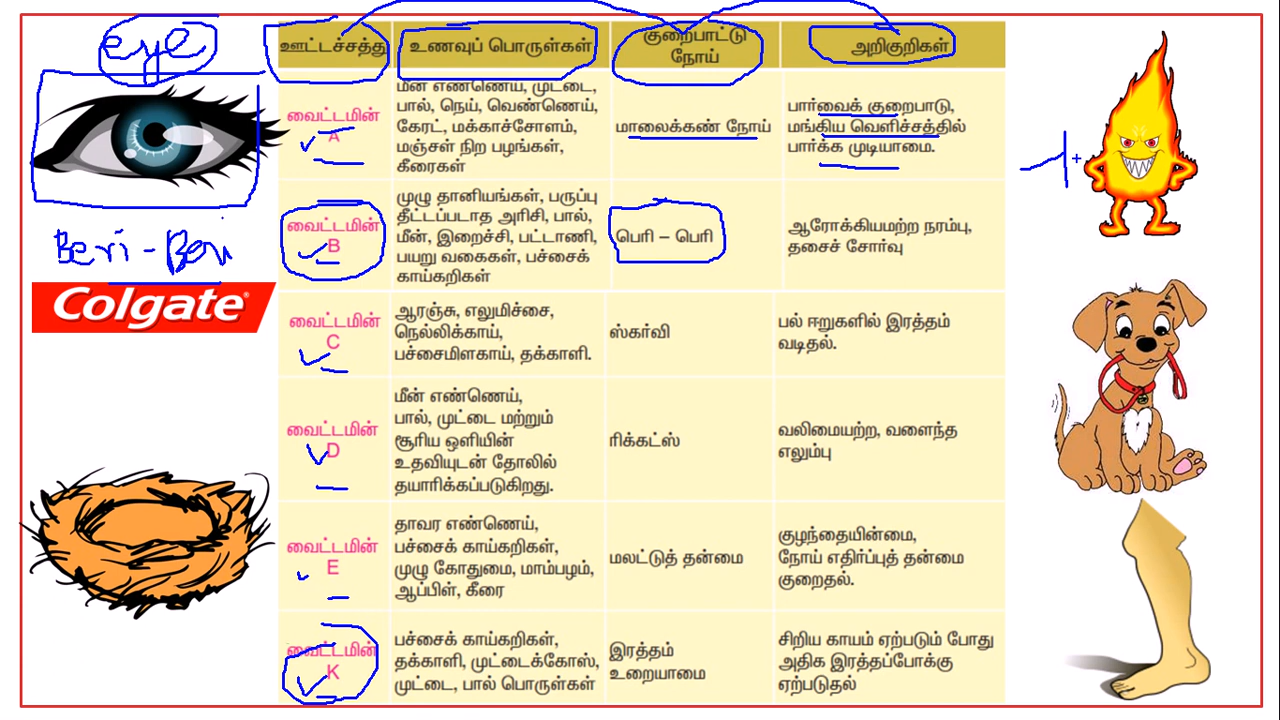 eye
ஊட்டச்சத்து
உணவுப் பொருள்கள்
குறைபாட்டு
நோய்
அறிகுறிகள்
வைட்டமின்
A
மீன் எண்ணெய், முட்டை,
பால், நெய், வெண்ணெய்,
கேரட், மக்காச்சோளம்,
மஞ்சள் நிற பழங்கள்,
கீரைகள்
மாலைக்கண் நோய்
பார்வைக் குறைபாடு,
மங்கிய வெளிச்சத்தில்
பார்க்க முடியாமை.
Beri-Beri
Colgate
வைட்டமின்
B
முழு தானியங்கள், பருப்பு
தீட்டப்படாத அரிசி, பால்,
மீன், இறைச்சி, பட்டாணி,
பயறு வகைகள், பச்சைக்
காய்கறிகள்
பெரி – பெரி
ஆரோக்கியமற்ற நரம்பு,
தசைச் சோர்வு
வைட்டமின்
C
ஆரஞ்சு, எலுமிச்சை,
நெல்லிக்காய்,
பச்சைமிளகாய், தக்காளி.
ஸ்கர்வி
பல் ஈறுகளில் இரத்தம்
வடிதல்.
வைட்டமின்
D
மீன் எண்ணெய்,
பால், முட்டை மற்றும்
சூரிய ஒளியின்
உதவியுடன் தோலில்
தயாரிக்கப்படுகிறது.
ரிக்கட்ஸ்
வலிமையற்ற, வளைந்த
எலும்பு
வைட்டமின்
E
தாவர எண்ணெய்,
பச்சைக் காய்கறிகள்,
முழு கோதுமை, மாம்பழம்,
ஆப்பிள், கீரை
மலட்டுத் தன்மை
குழந்தையின்மை,
நோய் எதிர்ப்புத் தன்மை
குறைதல்.
வைட்டமின்
K
பச்சைக் காய்கறிகள்,
தக்காளி, முட்டைக்கோஸ்,
முட்டை, பால் பொருள்கள்
இரத்தம்
உறையாமை
சிறிய காயம் ஏற்படும் போது
அதிக இரத்தப்போக்கு
ஏற்படுதல்